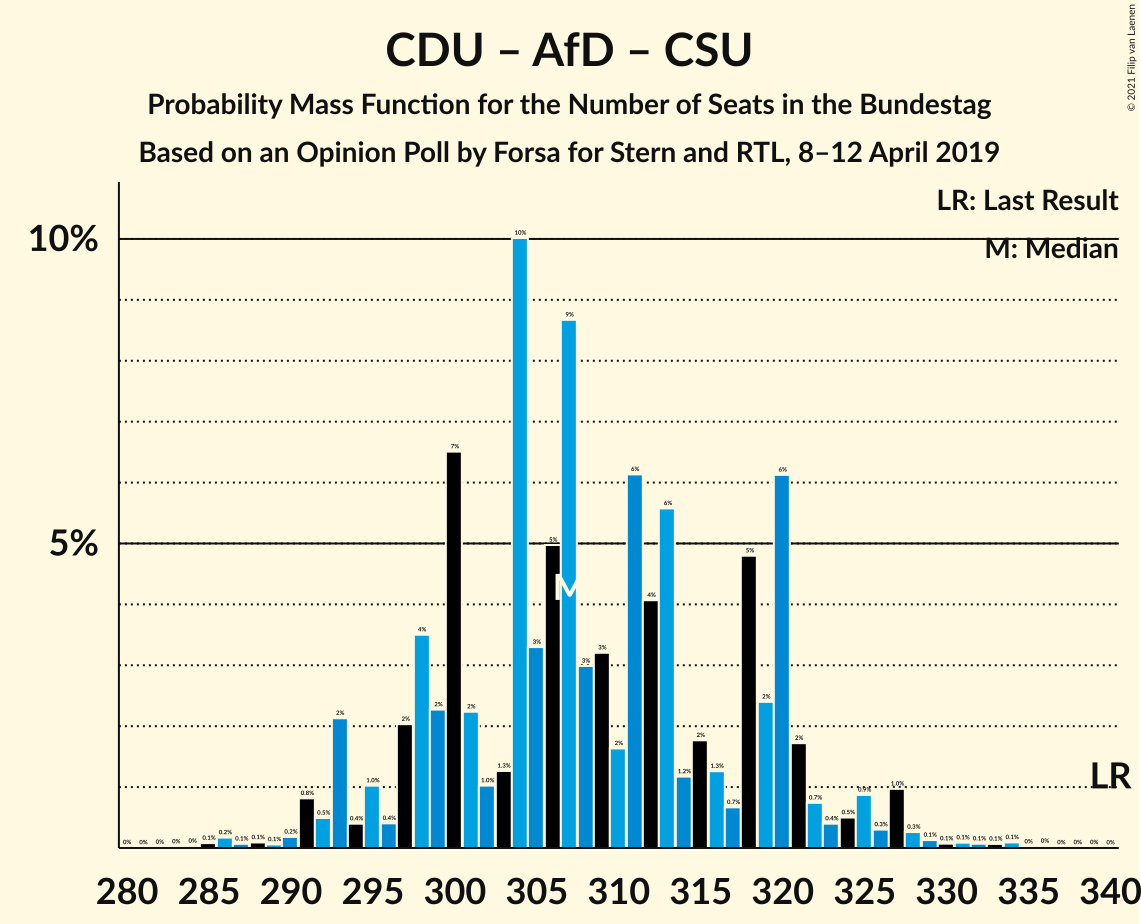 CDU – AfD – CSU
Probability Mass Function for the Number of Seats in the Bundestag
Based on an Opinion Poll by Forsa for Stern and RTL, 8–12 April 2019
© 2021 Filip van Laenen
LR: Last Result
M: Median
10%
5%
0% 0% 0% 0% 0% 0.1% 0.2% 0.1% 0.1% 0.1% 0.2% 0.8% 0.5% 2% 0.4% 1.0% 0.4% 2% 4% 2% 7% 2% 1.0% 1.3% 10% 3% 5% 9% 3% 3% 2% 6% 4% 6% 1.2% 2% 1.3% 0.7% 5% 2% 6% 2% 0.7% 0.4% 0.5% 0.9% 0.3% 1.0% 0.3% 0.1% 0.1% 0.1% 0.1% 0.1% 0.1% 0% 0% 0% 0% 0% 0%
M
LR
280 285 290 295 300 305 310 315 320 325 330 335 340